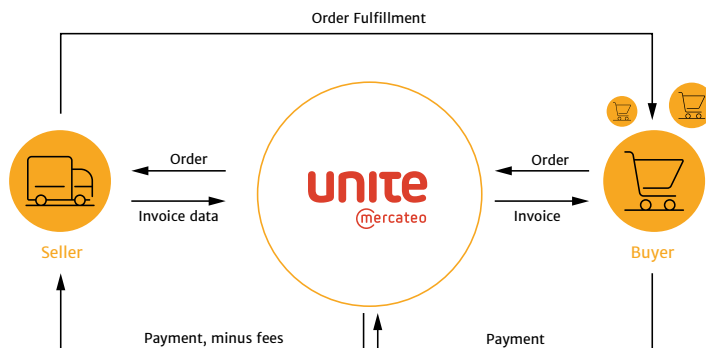 Order Fulfillment
Order
Order
unite
mercateo
Invoice data
Invoice
Seller
Buyer
Payment, minus fees
Payment